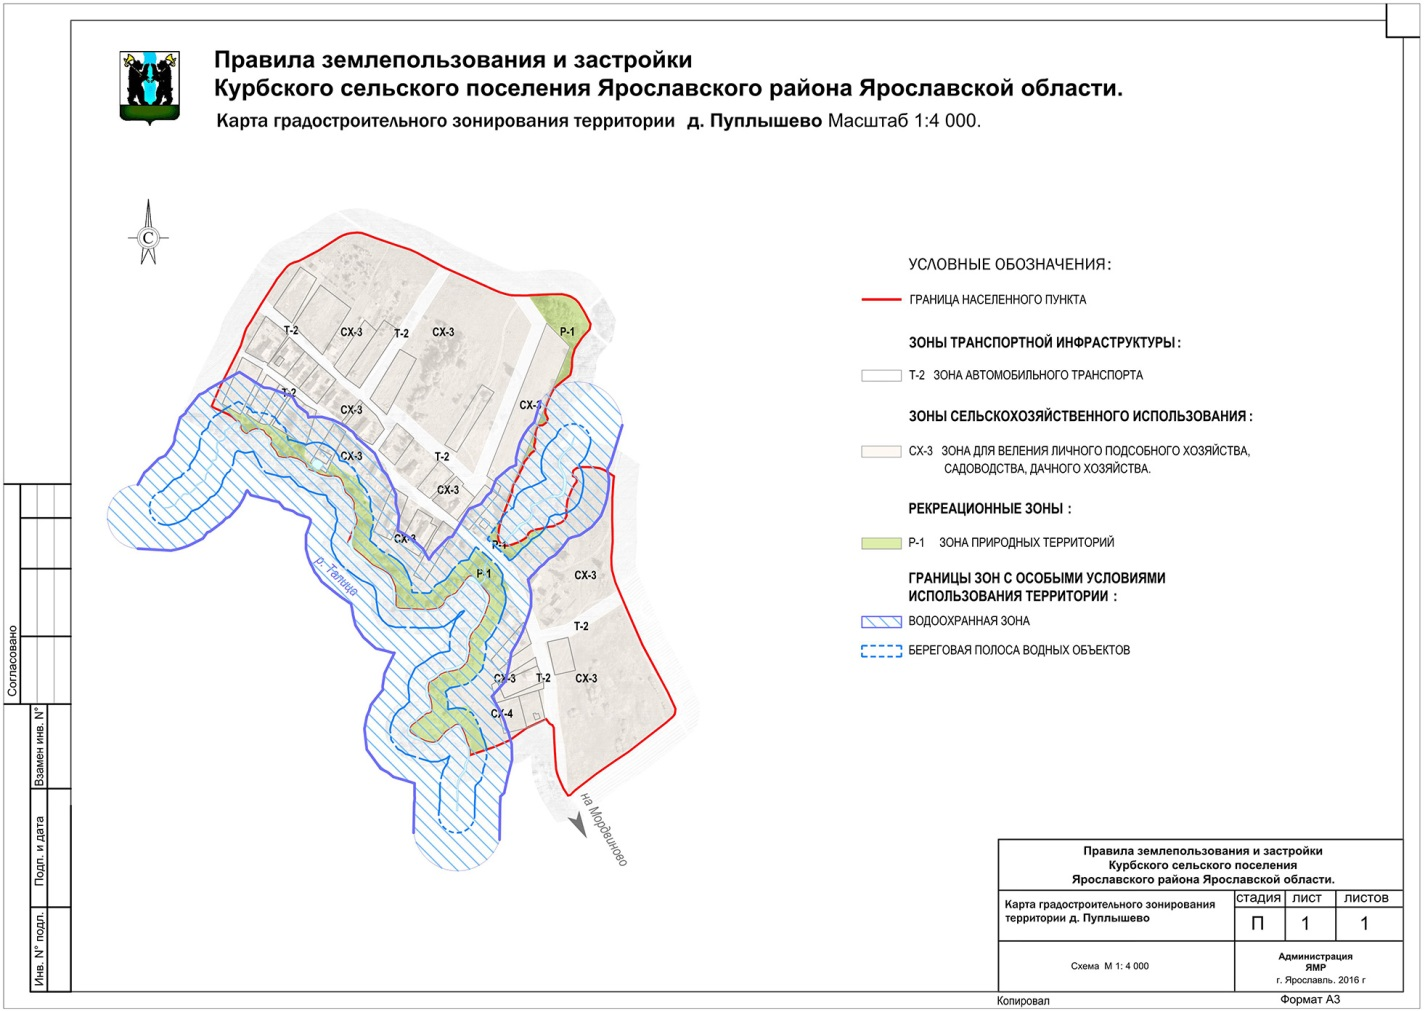 Правила землепользования и застройки
Курбского сельского поселения Ярославского района Ярославской области.
Карта градостроительного зонирования территории д. Пуплышево Масштаб 1:4 000.
С
УСЛОВНЫЕ ОБОЗНАЧЕНИЯ:
ГРАНИЦА НАСЕЛЕННОГО ПУНКТА
ЗОНЫ ТРАНСПОРТНОЙ ИНФРАСТРУКТУРЫ:
Т-2 ЗОНА АВТОМОБИЛЬНОГО ТРАНСПОРТА
ЗОНЫ СЕЛЬСКОХОЗЯЙСТВЕННОГО ИСПОЛЬЗОВАНИЯ:
СХ-3 ЗОНА ДЛЯ ВЕЛЕНИЯ ЛИЧНОГО ПОДСОБНОГО ХОЗЯЙСТВА,
САДОВОДСТВА, ДАЧНОГО ХОЗЯЙСТВА.
РЕКРЕАЦИОННЫЕ ЗОНЫ :
Р-1 ЗОНА ПРИРОДНЫХ ТЕРРИТОРИЙ
ГРАНИЦЫ ЗОН С ОСОБЫМИ УСЛОВИЯМИ
ИСПОЛЬЗОВАНИЯ ТЕРРИТОРИИ :
ВОДООХРАННАЯ ЗОНА
БЕРЕГОВАЯ ПОЛОСА ВОДНЫХ ОБЪЕКТОВ
Т-2 СХ-3 Т-2 СХ-3 Р-1
Т-2 СХ-3 СХ-3
СХ-3 Т-2
СХ-3
СХ-3 Р-1
р. Талица Р-1 СХ-3
Т-2
СХ-3 Т-2 СХ-3
СХ-4
на Мордвиново
Согласовано
Взамен инв. N°
Подп. и дата
Инв. N° подл.
Правила землепользования и застройки
Курбского сельского поселения
Ярославского района Ярославской области.
Карта градостроительного зонирования
территории д. Пуплышево
стадия лист листов
П 1 1
Схема М 1: 4 000
Администрация
ЯМР
г. Ярославль. 2016 г
Копировал Формат А3